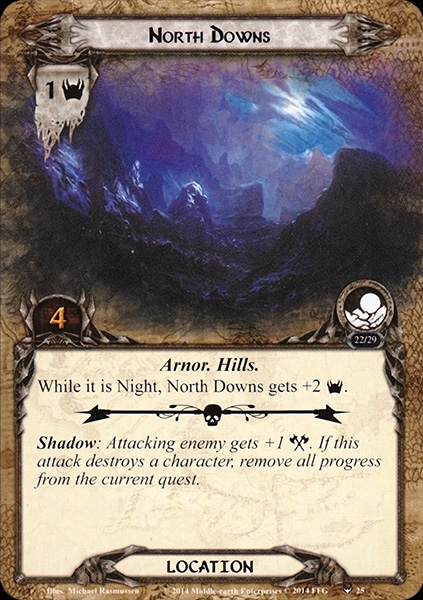 North Downs
1
4
22/29
Arnor. Hills.
While it is Night, North Downs gets +2 .
Shadow: Attacking enemy gets +1 . If this
attack destroys a character, remove all progress
from the current quest.
LOCATION
Illus. Michael Rasmussen © 2014 Middle-earth Enterprises © 2014 FFG 25